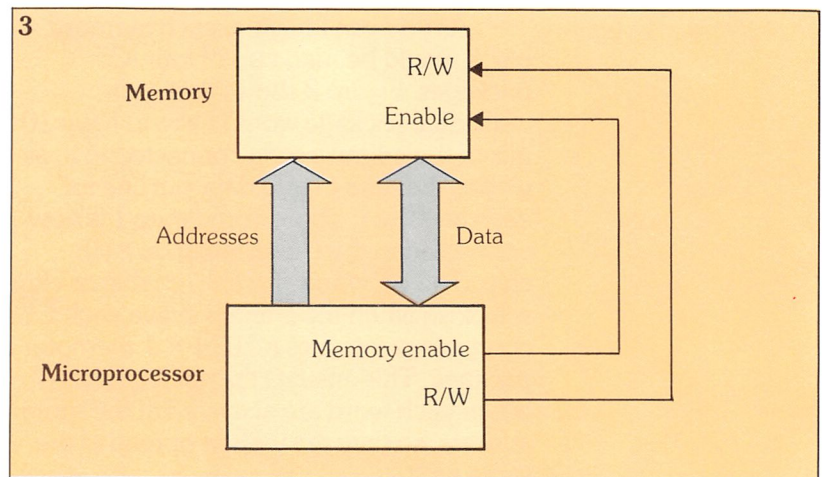 3
R/W
Memory
Enable
Addresses
Data
Memory enable
Microprocessor
R/W